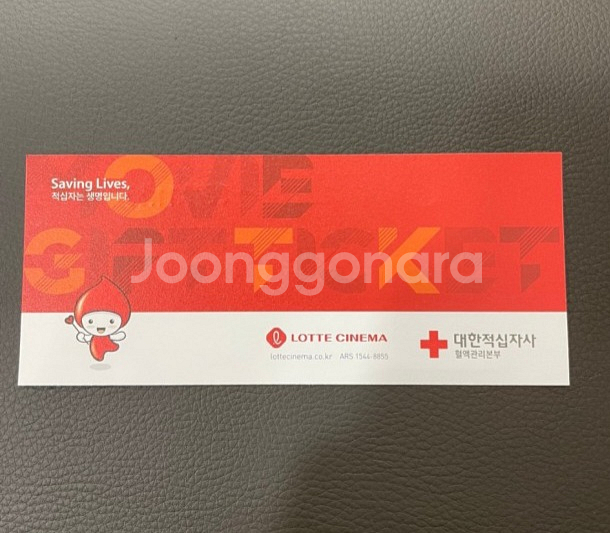 Saving Lives,
적십자는 생명입니다.
MOVIE
GIFT TICKET
Joonggonara
LOTTE CINEMA
lottecinema.co.kr ARS 1544-8855
대한적십자사
혈액관리본부